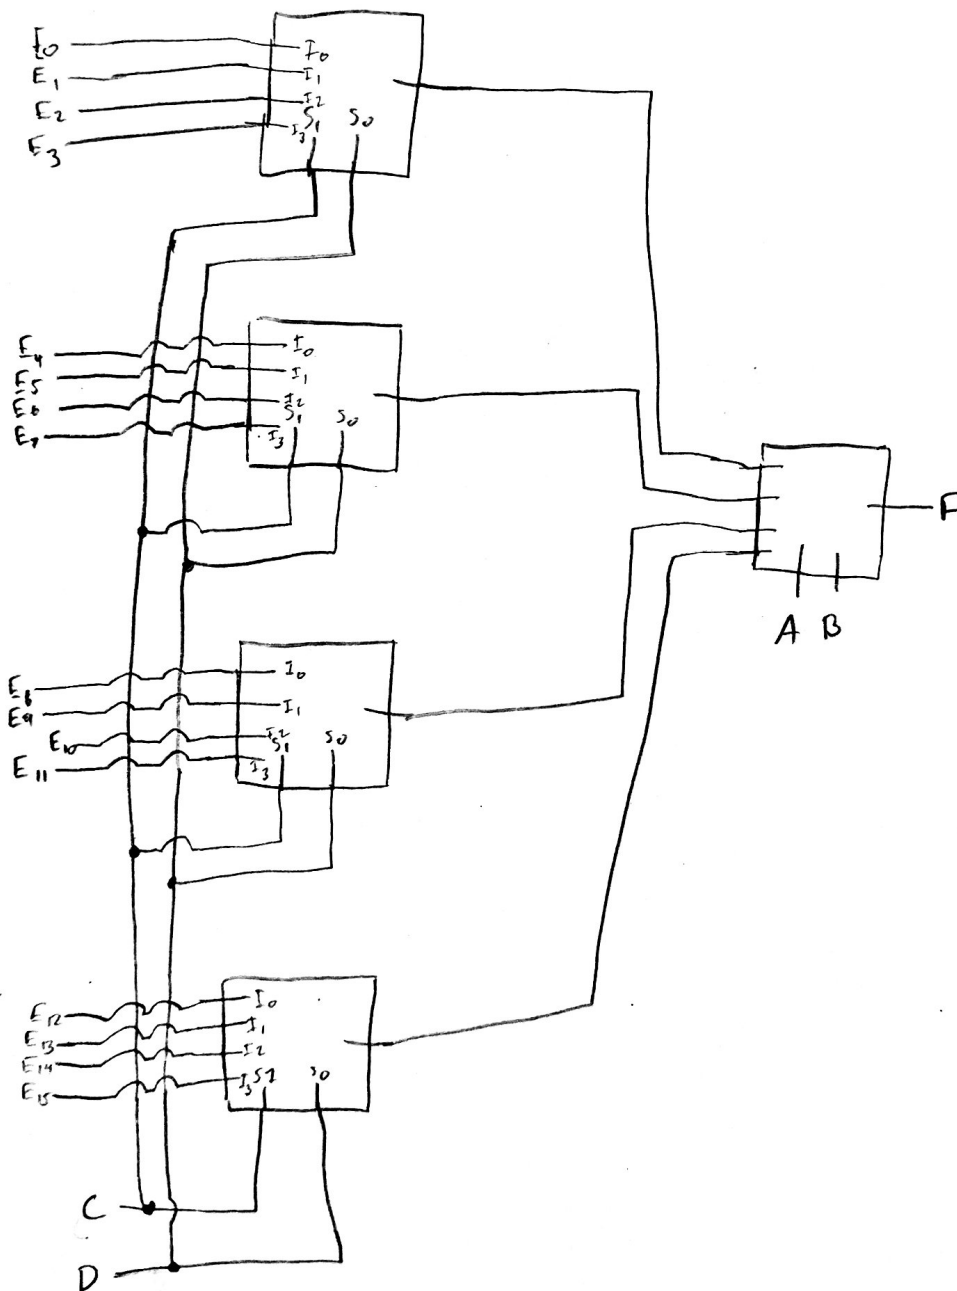 E0 I0
E1 I1
E2 I2
E3 I3 S1 S0
E4 I0
E5 I1
E6 I2
E7 I3 S1 S0
F
A B
E8 I0
E9 I1
E10 I2
E11 I3 S1 S0
E12 I0
E13 I1
E14 I2
E15 I3 S1 S0
C
D